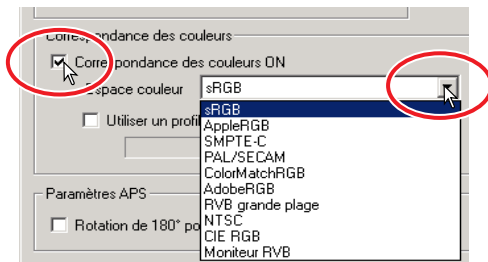 Correspondance des couleurs
Correspondance des couleurs ON
Espace couleur sRGB
sRGB
Utiliser un profil
AppleRGB
SMPTE-C
PAL/SECAM
ColorMatchRGB
Paramètres APS
AdobeRGB
RVB grande plage
Rotation de 180° po
NTSC
CIE RGB
Moniteur RVB